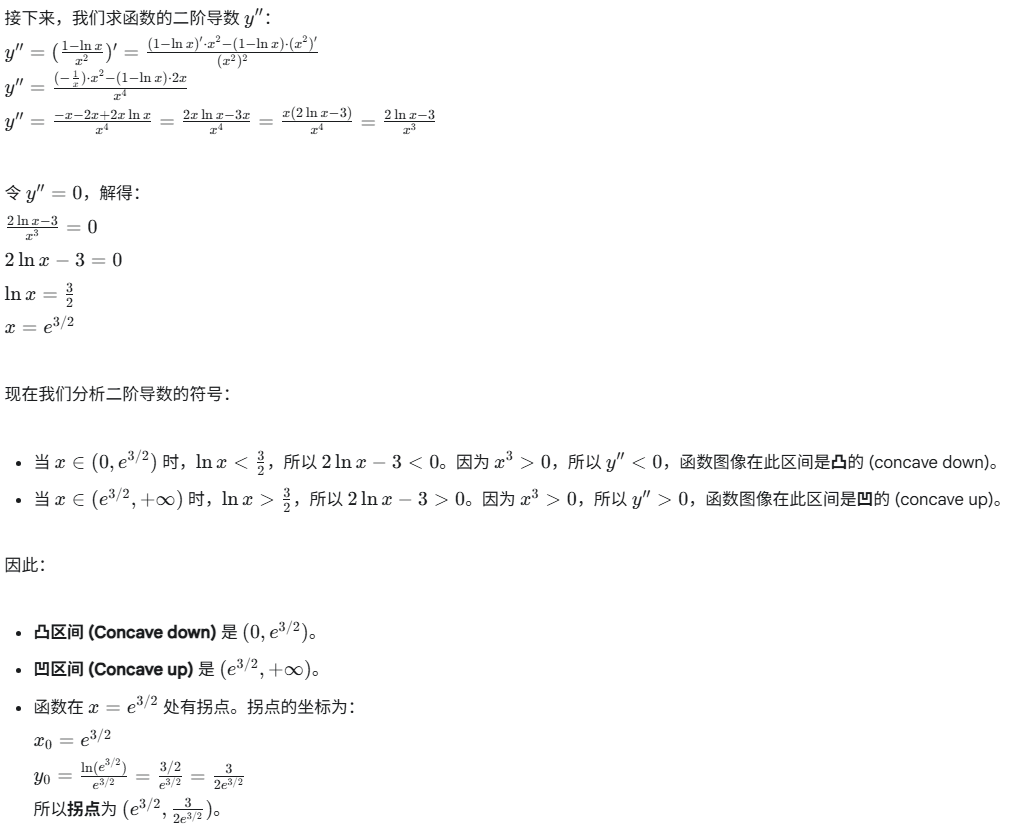 接下来，我们求函数的二阶导数 $y''$：
$y'' = (\frac{1-\ln x}{x^2})' = \frac{(1-\ln x)' \cdot x^2-(1-\ln x) \cdot (x^2)'}{(x^2)^2}$
$y'' = \frac{(-\frac{1}{x}) \cdot x^2-(1-\ln x) \cdot 2x}{x^4}$
$y'' = \frac{-x-2x+2x \ln x}{x^4} = \frac{2x \ln x-3x}{x^4} = \frac{x(2 \ln x-3)}{x^4} = \frac{2 \ln x-3}{x^3}$
令 $y'' = 0$，解得：
$\frac{2 \ln x-3}{x^3} = 0$
$2 \ln x - 3 = 0$
$\ln x = \frac{3}{2}$
$x = e^{3/2}$
现在我们分析二阶导数的符号：
• 当 $x \in (0, e^{3/2})$ 时，$\ln x < \frac{3}{2}$，所以 $2 \ln x - 3 < 0$。因为 $x^3 > 0$，所以 $y'' < 0$，函数图像在此区间是凸的 (concave down)。
• 当 $x \in (e^{3/2}, +\infty)$ 时，$\ln x > \frac{3}{2}$，所以 $2 \ln x - 3 > 0$。因为 $x^3 > 0$，所以 $y'' > 0$，函数图像在此区间是凹的 (concave up)。
因此：
• 凸区间 (Concave down) 是 $(0, e^{3/2})$。
• 凹区间 (Concave up) 是 $(e^{3/2}, +\infty)$。
• 函数在 $x = e^{3/2}$ 处有拐点。拐点的坐标为：
$x_0 = e^{3/2}$
$y_0 = \frac{\ln(e^{3/2})}{e^{3/2}} = \frac{3/2}{e^{3/2}} = \frac{3}{2e^{3/2}}$
所以拐点为 $(e^{3/2}, \frac{3}{2e^{3/2}})$。